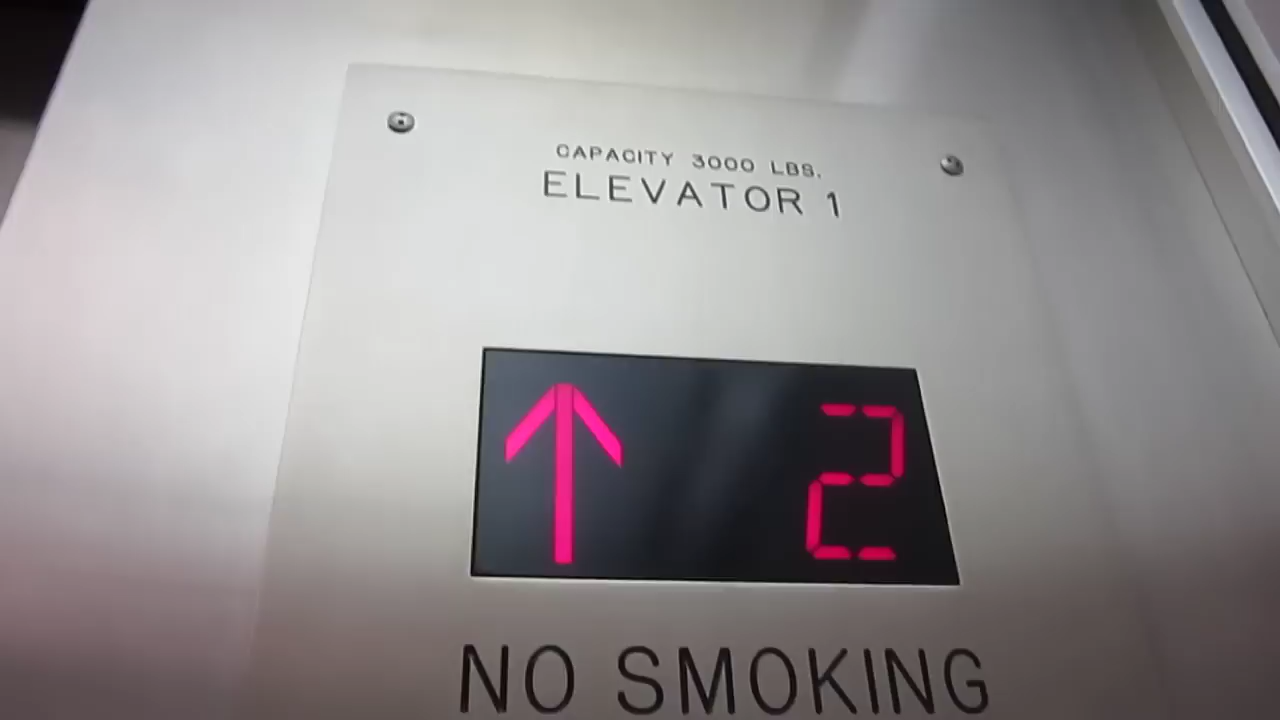 CAPACITY 3000 LBS.
ELEVATOR 1
↑ 2
NO SMOKING